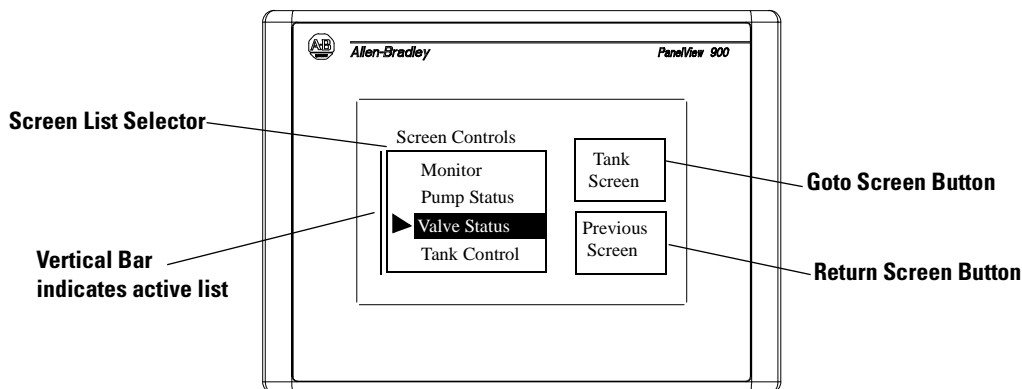 AB
Allen-Bradley
PanelView 900
Screen List Selector
Screen Controls
Monitor
Pump Status
Valve Status
Tank Control
Tank
Screen
Goto Screen Button
Previous
Screen
Return Screen Button
Vertical Bar
indicates active list